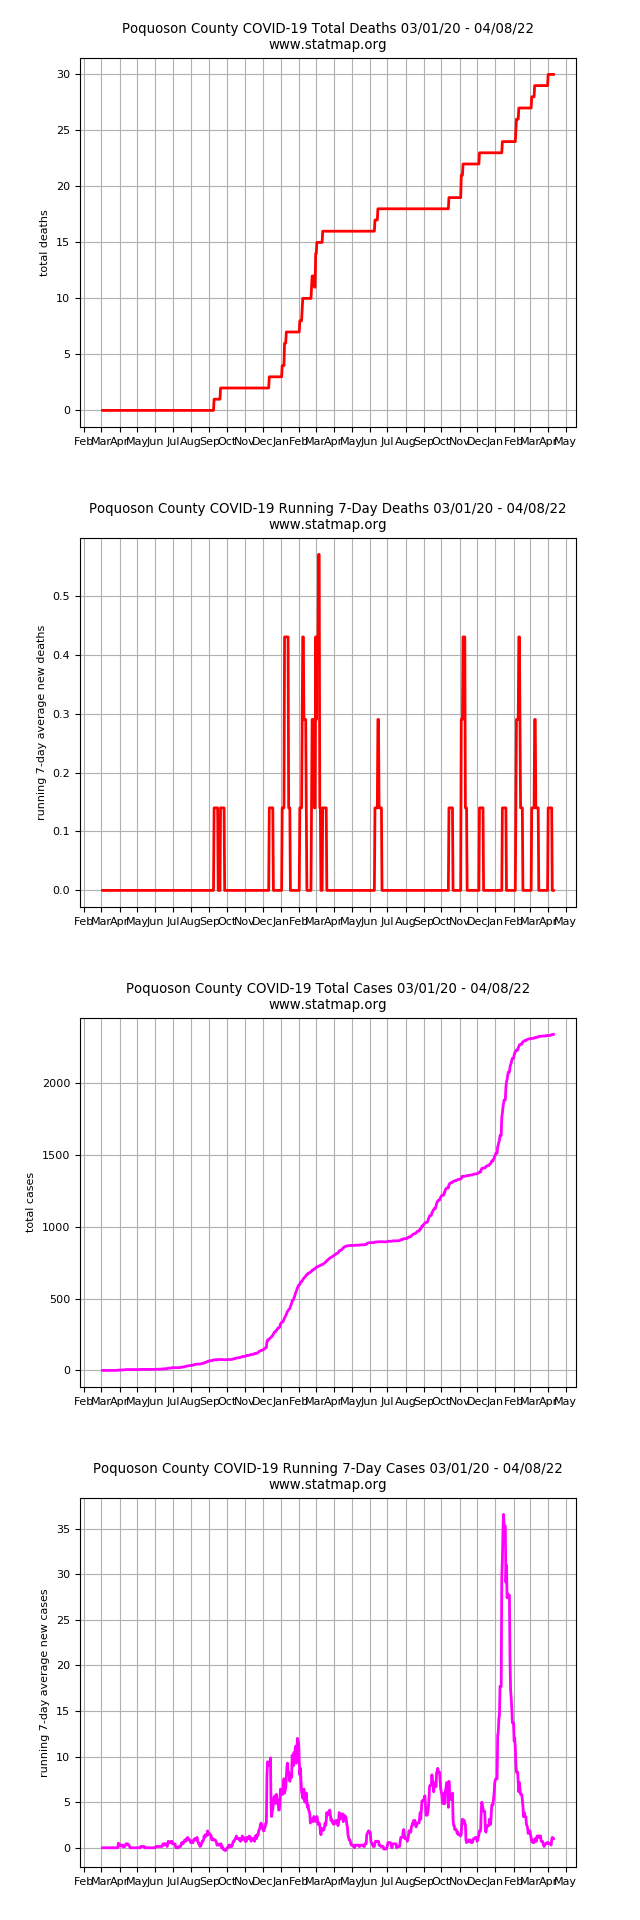 Poquoson County COVID-19 Total Deaths 03/01/20 - 04/08/22
www.statmap.org
30
25
20
15
10
5
0
total deaths
Feb Mar Apr May Jun Jul Aug Sep Oct Nov Dec Jan Feb Mar Apr May Jun Jul Aug Sep Oct Nov Dec Jan Feb Mar Apr May
Poquoson County COVID-19 Running 7-Day Deaths 03/01/20 - 04/08/22
www.statmap.org
0.5
0.4
0.3
0.2
0.1
0.0
running 7-day average new deaths
Feb Mar Apr May Jun Jul Aug Sep Oct Nov Dec Jan Feb Mar Apr May Jun Jul Aug Sep Oct Nov Dec Jan Feb Mar Apr May
Poquoson County COVID-19 Total Cases 03/01/20 - 04/08/22
www.statmap.org
2000
1500
1000
500
0
total cases
Feb Mar Apr May Jun Jul Aug Sep Oct Nov Dec Jan Feb Mar Apr May Jun Jul Aug Sep Oct Nov Dec Jan Feb Mar Apr May
Poquoson County COVID-19 Running 7-Day Cases 03/01/20 - 04/08/22
www.statmap.org
35
30
25
20
15
10
5
0
running 7-day average new cases
Feb Mar Apr May Jun Jul Aug Sep Oct Nov Dec Jan Feb Mar Apr May Jun Jul Aug Sep Oct Nov Dec Jan Feb Mar Apr May